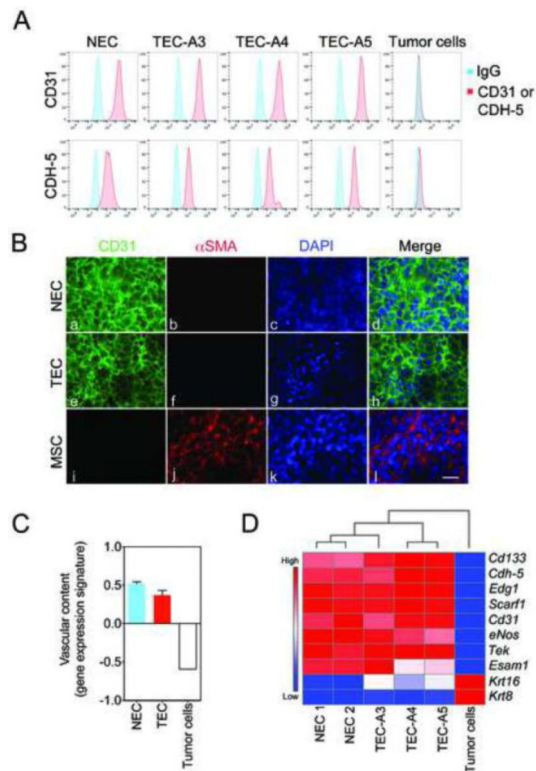 A
NEC TEC-A3 TEC-A4 TEC-A5 Tumor cells
CD31
IgG
CD31 or
CDH-5
CDH-5
B
CD31 αSMA DAPI Merge
NEC
a b c d
TEC
e f g h
MSC
i j k l
C
Vascular content
(gene expression signature)
1.0
0.5
0.0
-0.5
-1.0
NEC
TEC
Tumor cells
D
High
Low
Cd133
Cdh-5
Edg1
Scarf1
Cd31
eNos
Tek
Esam1
Krt16
Krt8
NEC 1
NEC 2
TEC-A3
TEC-A4
TEC-A5
Tumor cells